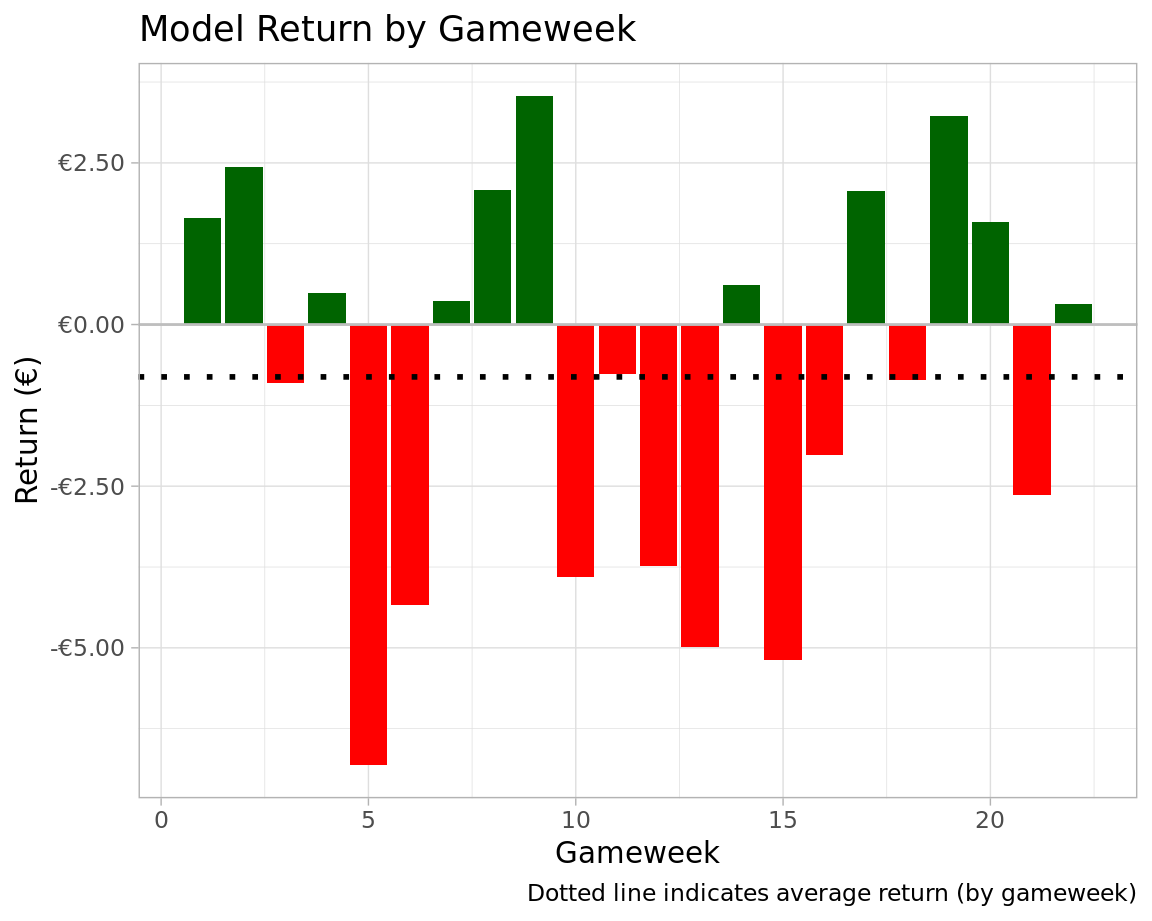 Model Return by Gameweek
€2.50
€0.00
-€2.50
-€5.00
Return (€)
0 5 10 15 20
Gameweek
Dotted line indicates average return (by gameweek)